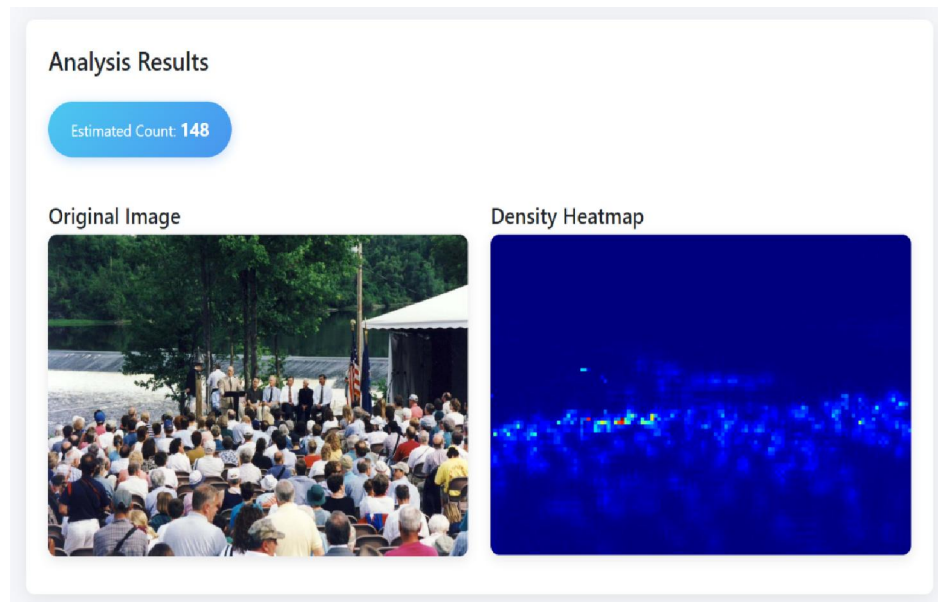 Analysis Results
Estimated Count: 148
Original Image
Density Heatmap